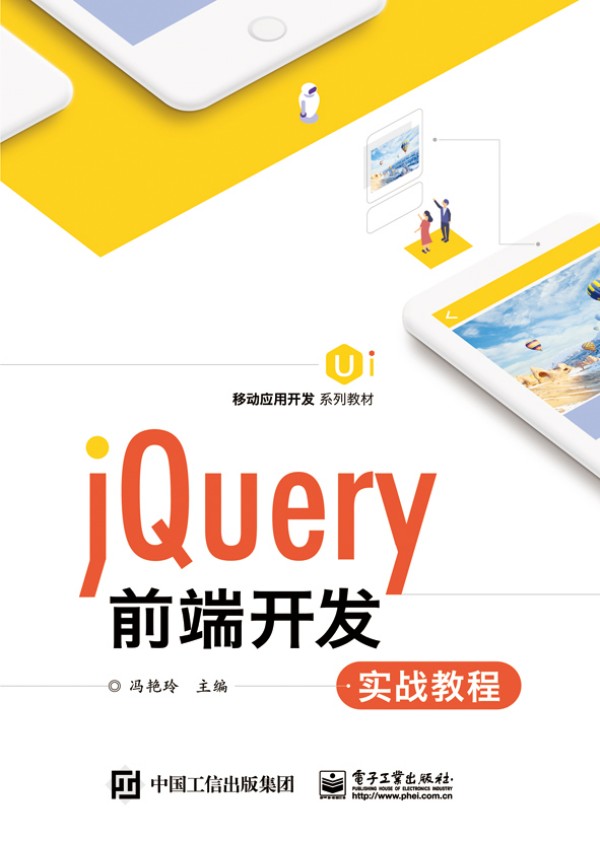 Ui
移动应用开发 系列教材
jQuery
前端开发
实战教程
◎ 冯艳玲 主编
中国工信出版集团
电子工业出版社
PUBLISHING HOUSE OF ELECTRONICS INDUSTRY
http://www.phei.com.cn